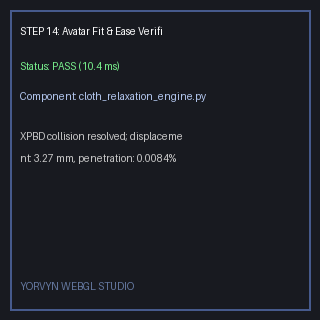 STEP 14: Avatar Fit & Ease Verifi
Status: PASS (10.4 ms)
Component: cloth_relaxation_engine.py
XPBD collision resolved; displaceme
nt: 3.27 mm, penetration: 0.0084%
YORVYN WEBGL STUDIO